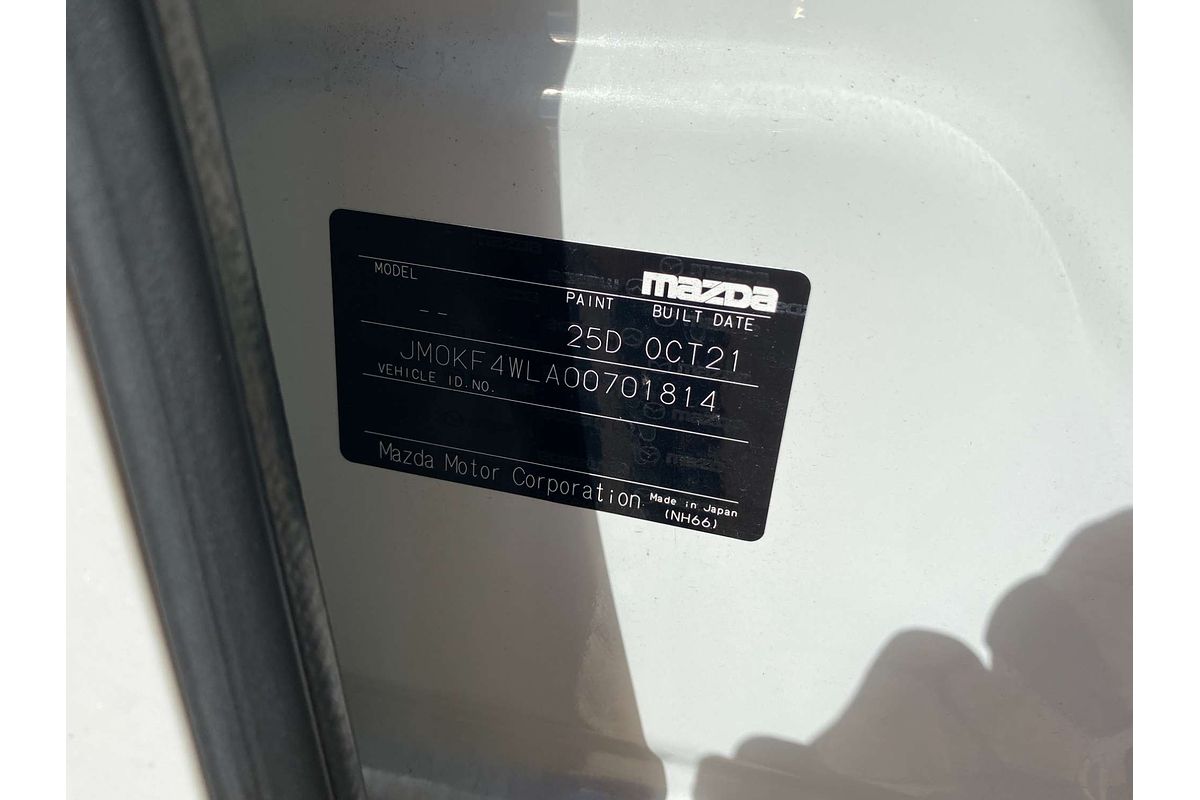 mazda
MODEL PAINT BUILT DATE
-- 25D OCT21
JM0KF4WLA00701814
VEHICLE ID.NO.
Mazda Motor Corporation Made in Japan
(NH66)